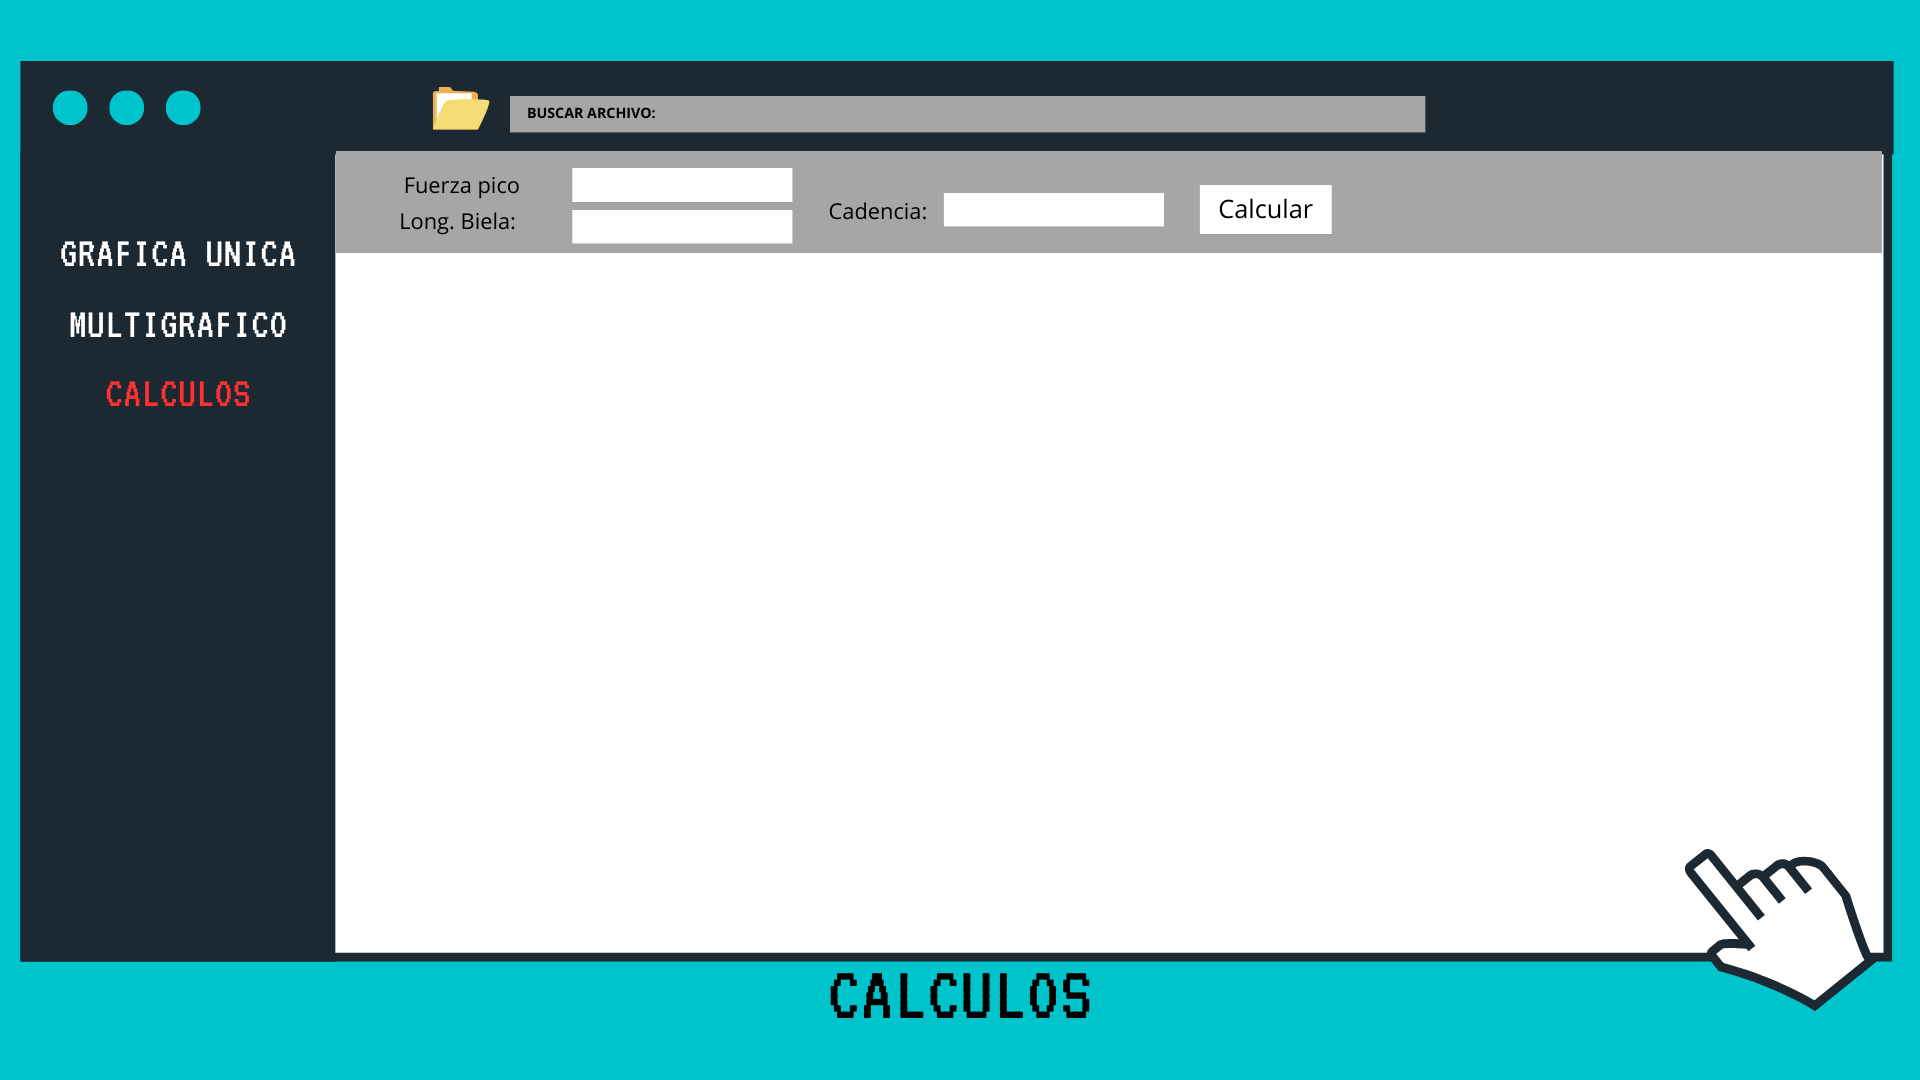 BUSCAR ARCHIVO:
Fuerza pico
Long. Biela:
Cadencia:
Calcular
GRAFICA UNICA
MULTIGRAFICO
CALCULOS
CALCULOS